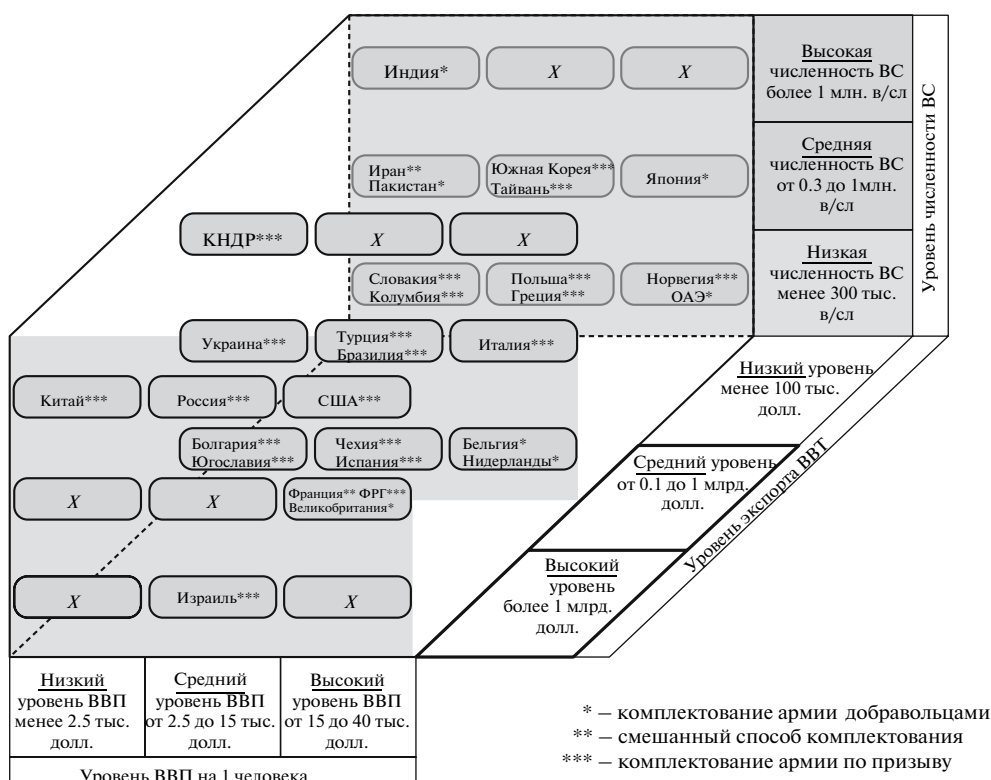 Индия*
X
X
Высокая
численность ВС
более 1 млн. в/сл
Иран**
Пакистан*
Южная Корея***
Тайвань***
Япония*
Средняя
численность ВС
от 0.3 до 1млн.
в/сл
КНДР***
X
X
Словакия***
Колумбия***
Польша***
Греция***
Норвегия***
ОАЭ*
Низкая
численность ВС
менее 300 тыс.
в/сл
Уровень численности ВС
Украина***
Турция***
Бразилия***
Италия***
Китай***
Россия***
США***
Низкий уровень
менее 100 тыс.
долл.
Болгария***
Югославия***
Чехия***
Испания***
Бельгия*
Нидерланды*
Средний уровень
от 0.1 до 1 млрд.
долл.
X
X
Франция** ФРГ***
Великобритания*
Уровень экспорта ВВТ
X
Израиль***
X
Высокий
уровень
более 1 млрд.
долл.
Низкий
уровень ВВП
менее 2.5 тыс.
долл.
Средний
уровень ВВП
от 2.5 до 15 тыс.
долл.
Высокий
уровень ВВП
от 15 до 40 тыс.
долл.
Уровень ВВП на 1 человека
* – комплектование армии добравольцами
** – смешанный способ комплектования
*** – комплектование армии по призыву